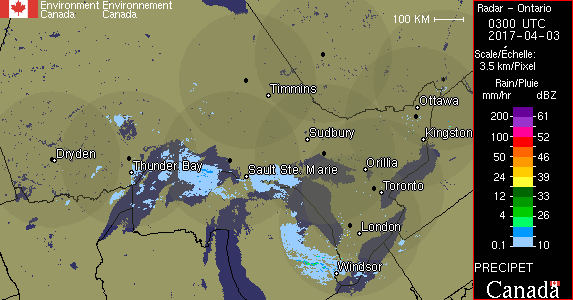 Environment Environnement
Canada Canada
100 KM
Radar - Ontario
0300 UTC
2017-04-03
Scale/Échelle:
3.5 km/Pixel
Rain/Pluie
mm/hr dBZ
200 61
100 52
50 46
24 39
12 33
4 26
0.1 10
PRECIPET
Canada
Timmins
Ottawa
Sudbury
Kingston
Dryden
Thunder Bay
Sault Ste. Marie
Orillia
Toronto
London
Windsor